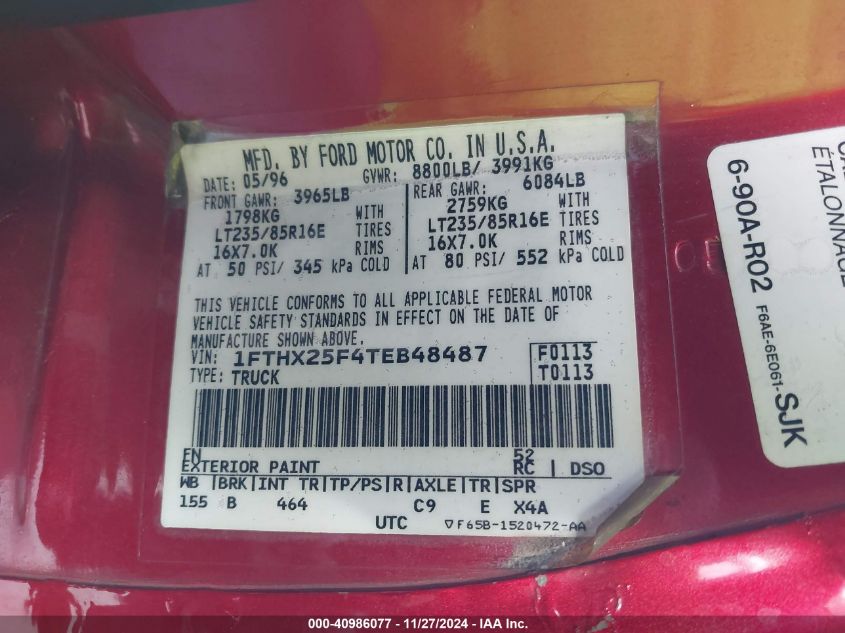 MFD. BY FORD MOTOR CO. IN U.S.A.
DATE: 05/96 GVWR: 8800LB/ 3991KG
FRONT GAWR: 3965LB REAR GAWR: 6084LB
1798KG WITH 2759KG WITH
LT235/85R16E TIRES LT235/85R16E TIRES
16X7.0K RIMS 16X7.0K RIMS
AT 50 PSI/ 345 kPa COLD AT 80 PSI/ 552 kPa COLD
THIS VEHICLE CONFORMS TO ALL APPLICABLE FEDERAL MOTOR
VEHICLE SAFETY STANDARDS IN EFFECT ON THE DATE OF
MANUFACTURE SHOWN ABOVE.
VIN: 1FTHX25F4TEB48487 F0113
TYPE: TRUCK T0113
EN 52
EXTERIOR PAINT RC | DSO
WB |BRK|INT TR|TP/PS|R|AXLE|TR|SPR
155 B 464 C9 E X4A
UTC ▽F65B-1520472-AA
ÉTALONNAGE
6-90A-R02 F6AE-6E061-SJK
000-40986077 - 11/27/2024 - IAA Inc.